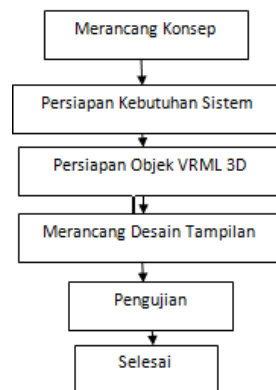 Merancang Konsep
Persiapan Kebutuhan Sistem
Persiapan Objek VRML 3D
Merancang Desain Tampilan
Pengujian
Selesai